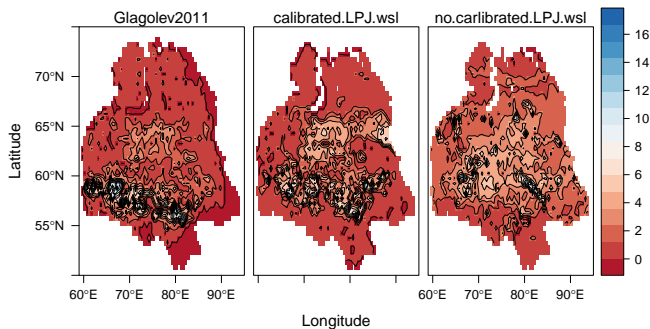 Glagolev2011 calibrated.LPJ.wsl no.carlibrated.LPJ.wsl
16
14
12
10
8
6
4
2
0
70°N
65°N
60°N
55°N
Latitude
60°E 70°E 80°E 90°E 60°E 70°E 80°E 90°E
Longitude